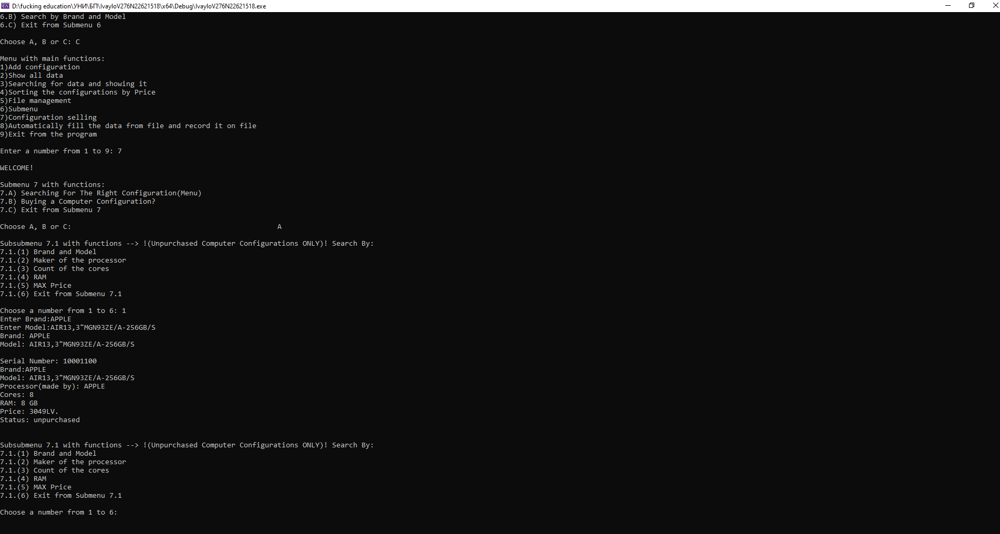 D:\fucking education\УНИ\БП\IvayloV276N22621518\x64\Debug\IvayloV276N22621518.exe
6.B) Search by Brand and Model
6.C) Exit from Submenu 6
Choose A, B or C: C
Menu with main functions:
1)Add configuration
2)Show all data
3)Searching for data and showing it
4)Sorting the configurations by Price
5)File management
6)Submenu
7)Configuration selling
8)Automatically fill the data from file and record it on file
9)Exit from the program
Enter a number from 1 to 9: 7
WELCOME!
Submenu 7 with functions:
7.A) Searching For The Right Configuration(Menu)
7.B) Buying a Computer Configuration?
7.C) Exit from Submenu 7
Choose A, B or C: A
Subsubmenu 7.1 with functions --> !(Unpurchased Computer Configurations ONLY)! Search By:
7.1.(1) Brand and Model
7.1.(2) Maker of the processor
7.1.(3) Count of the cores
7.1.(4) RAM
7.1.(5) MAX Price
7.1.(6) Exit from Submenu 7.1
Choose a number from 1 to 6: 1
Enter Brand:APPLE
Enter Model:AIR13,3"MGN93ZE/A-256GB/S
Brand: APPLE
Model: AIR13,3"MGN93ZE/A-256GB/S
Serial Number: 10001100
Brand:APPLE
Model: AIR13,3"MGN93ZE/A-256GB/S
Processor(made by): APPLE
Cores: 8
RAM: 8 GB
Price: 3049LV.
Status: unpurchased
Subsubmenu 7.1 with functions --> !(Unpurchased Computer Configurations ONLY)! Search By:
7.1.(1) Brand and Model
7.1.(2) Maker of the processor
7.1.(3) Count of the cores
7.1.(4) RAM
7.1.(5) MAX Price
7.1.(6) Exit from Submenu 7.1
Choose a number from 1 to 6: